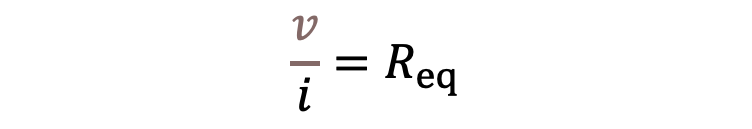 v/i = R_eq